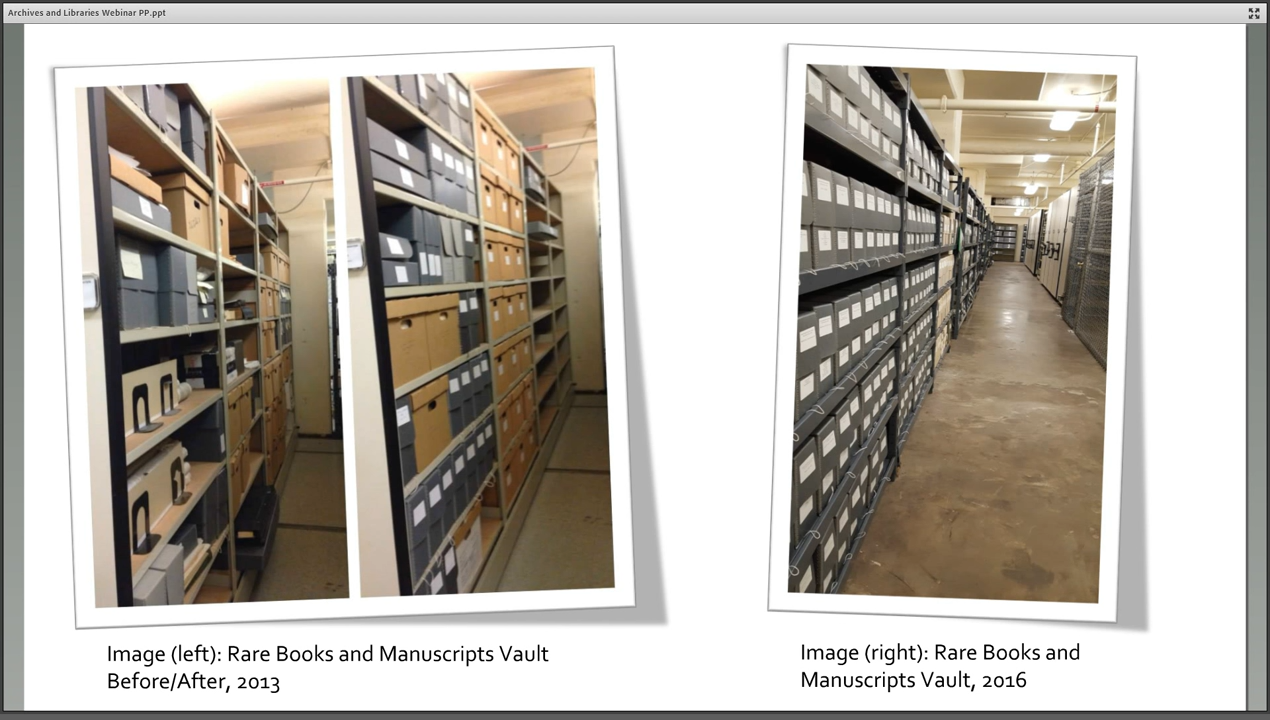 Archives and Libraries Webinar PP.ppt
Image (left): Rare Books and Manuscripts Vault
Before/After, 2013
Image (right): Rare Books and
Manuscripts Vault, 2016